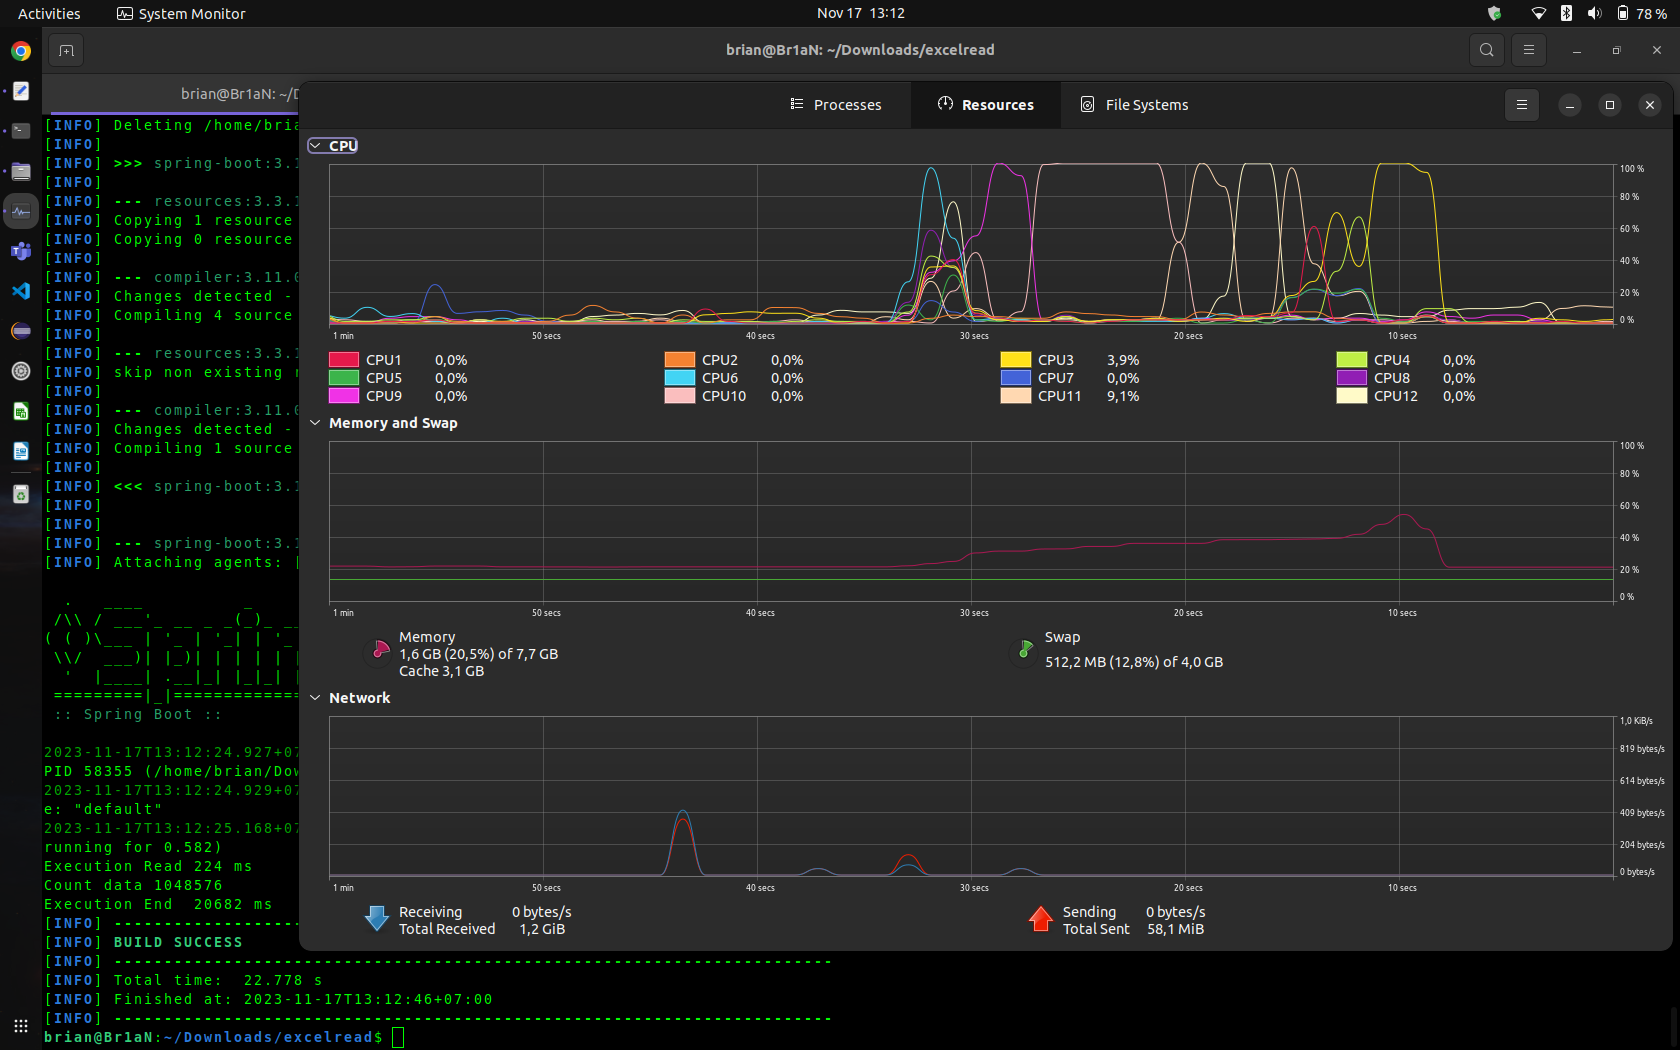 Activities
System Monitor
Nov 17 13:12
78 %
brian@Br1aN: ~/Downloads/excelread
brian@Br1aN: ~/D
Processes
Resources
File Systems
[INFO] Deleting /home/bria
[INFO]
[INFO] >>> spring-boot:3.1
[INFO]
[INFO] --- resources:3.3.1
[INFO] Copying 1 resource
[INFO] Copying 0 resource
[INFO]
[INFO] --- compiler:3.11.0
[INFO] Changes detected -
[INFO] Compiling 4 source
[INFO]
[INFO] --- resources:3.3.1
[INFO] skip non existing r
[INFO]
[INFO] --- compiler:3.11.0
[INFO] Changes detected -
[INFO] Compiling 1 source
[INFO]
[INFO] <<< spring-boot:3.1
[INFO]
[INFO]
[INFO] --- spring-boot:3.1
[INFO] Attaching agents: [
:: Spring Boot ::
2023-11-17T13:12:24.927+07
PID 58355 (/home/brian/Dow
2023-11-17T13:12:24.929+07
e: "default"
2023-11-17T13:12:25.168+07
running for 0.582)
Execution Read 224 ms
Count data 1048576
Execution End  20682 ms
[INFO] -------------------
[INFO] BUILD SUCCESS
[INFO] ------------------------------------------------------------------------
[INFO] Total time:  22.778 s
[INFO] Finished at: 2023-11-17T13:12:46+07:00
[INFO] ------------------------------------------------------------------------
brian@Br1aN:~/Downloads/excelread$
CPU
100 %
80 %
60 %
40 %
20 %
0 %
1 min 50 secs 40 secs 30 secs 20 secs 10 secs
CPU1 0,0% CPU2 0,0% CPU3 3,9% CPU4 0,0%
CPU5 0,0% CPU6 0,0% CPU7 0,0% CPU8 0,0%
CPU9 0,0% CPU10 0,0% CPU11 9,1% CPU12 0,0%
Memory and Swap
100 %
80 %
60 %
40 %
20 %
0 %
1 min 50 secs 40 secs 30 secs 20 secs 10 secs
Memory
1,6 GB (20,5%) of 7,7 GB
Cache 3,1 GB
Swap
512,2 MB (12,8%) of 4,0 GB
Network
1,0 KiB/s
819 bytes/s
614 bytes/s
409 bytes/s
204 bytes/s
0 bytes/s
1 min 50 secs 40 secs 30 secs 20 secs 10 secs
Receiving 0 bytes/s
Total Received 1,2 GiB
Sending 0 bytes/s
Total Sent 58,1 MiB